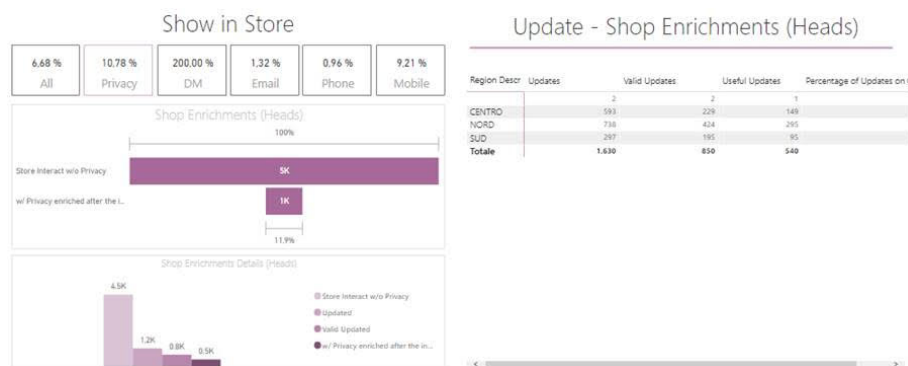 Show in Store
6,68 % 10,78 % 200,00 % 1,32 % 0,96 % 9,21 %
All Privacy DM Email Phone Mobile
Shop Enrichments (Heads)
100%
Store Interact w/o Privacy 5K
w/ Privacy enriched after the i... 1K
11.9%
Shop Enrichments Details (Heads)
4.5K
1.2K
0.8K
0.5K
Store Interact w/o Privacy
Updated
Valid Updated
w/ Privacy enriched after the in...
Update - Shop Enrichments (Heads)
Region Descr Updates Valid Updates Useful Updates Percentage of Updates on
2 2 1
CENTRO 593 229 149
NORD 738 424 295
SUD 297 195 95
Totale 1.630 850 540